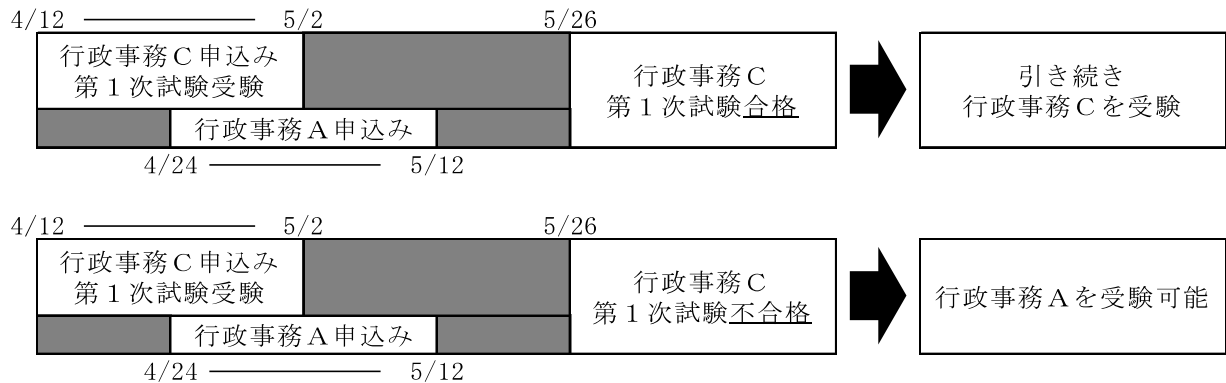 4/12 5/2 5/26
行政事務C申込み
第１次試験受験
行政事務A申込み
4/24 5/12
行政事務C
第１次試験合格
引き続き
行政事務Cを受験
4/12 5/2 5/26
行政事務C申込み
第１次試験受験
行政事務A申込み
4/24 5/12
行政事務C
第１次試験不合格
行政事務Aを受験可能